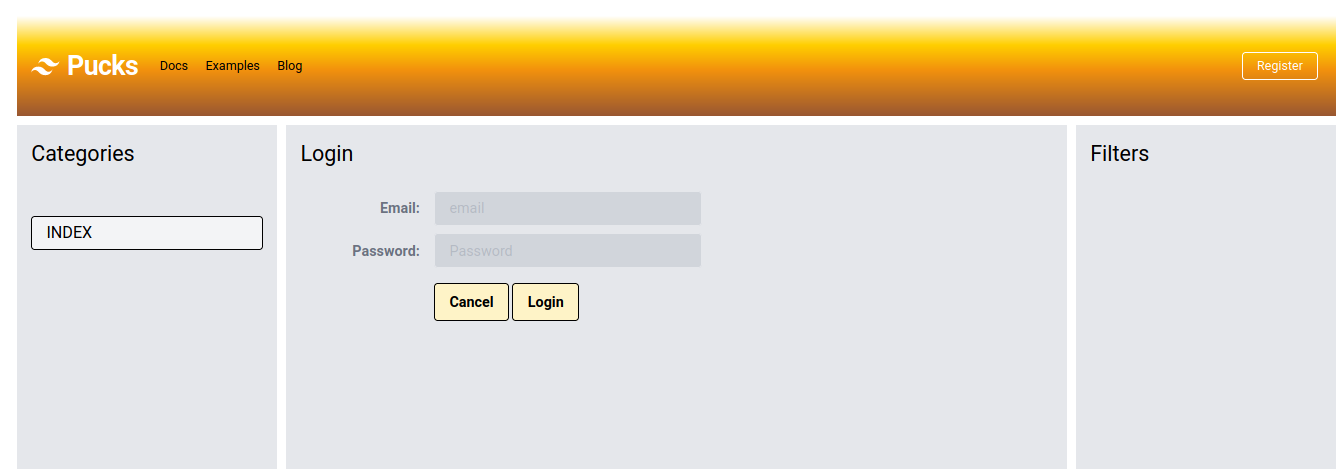 Pucks Docs Examples Blog Register
Categories
INDEX
Login
Email: email
Password: Password
Cancel Login
Filters